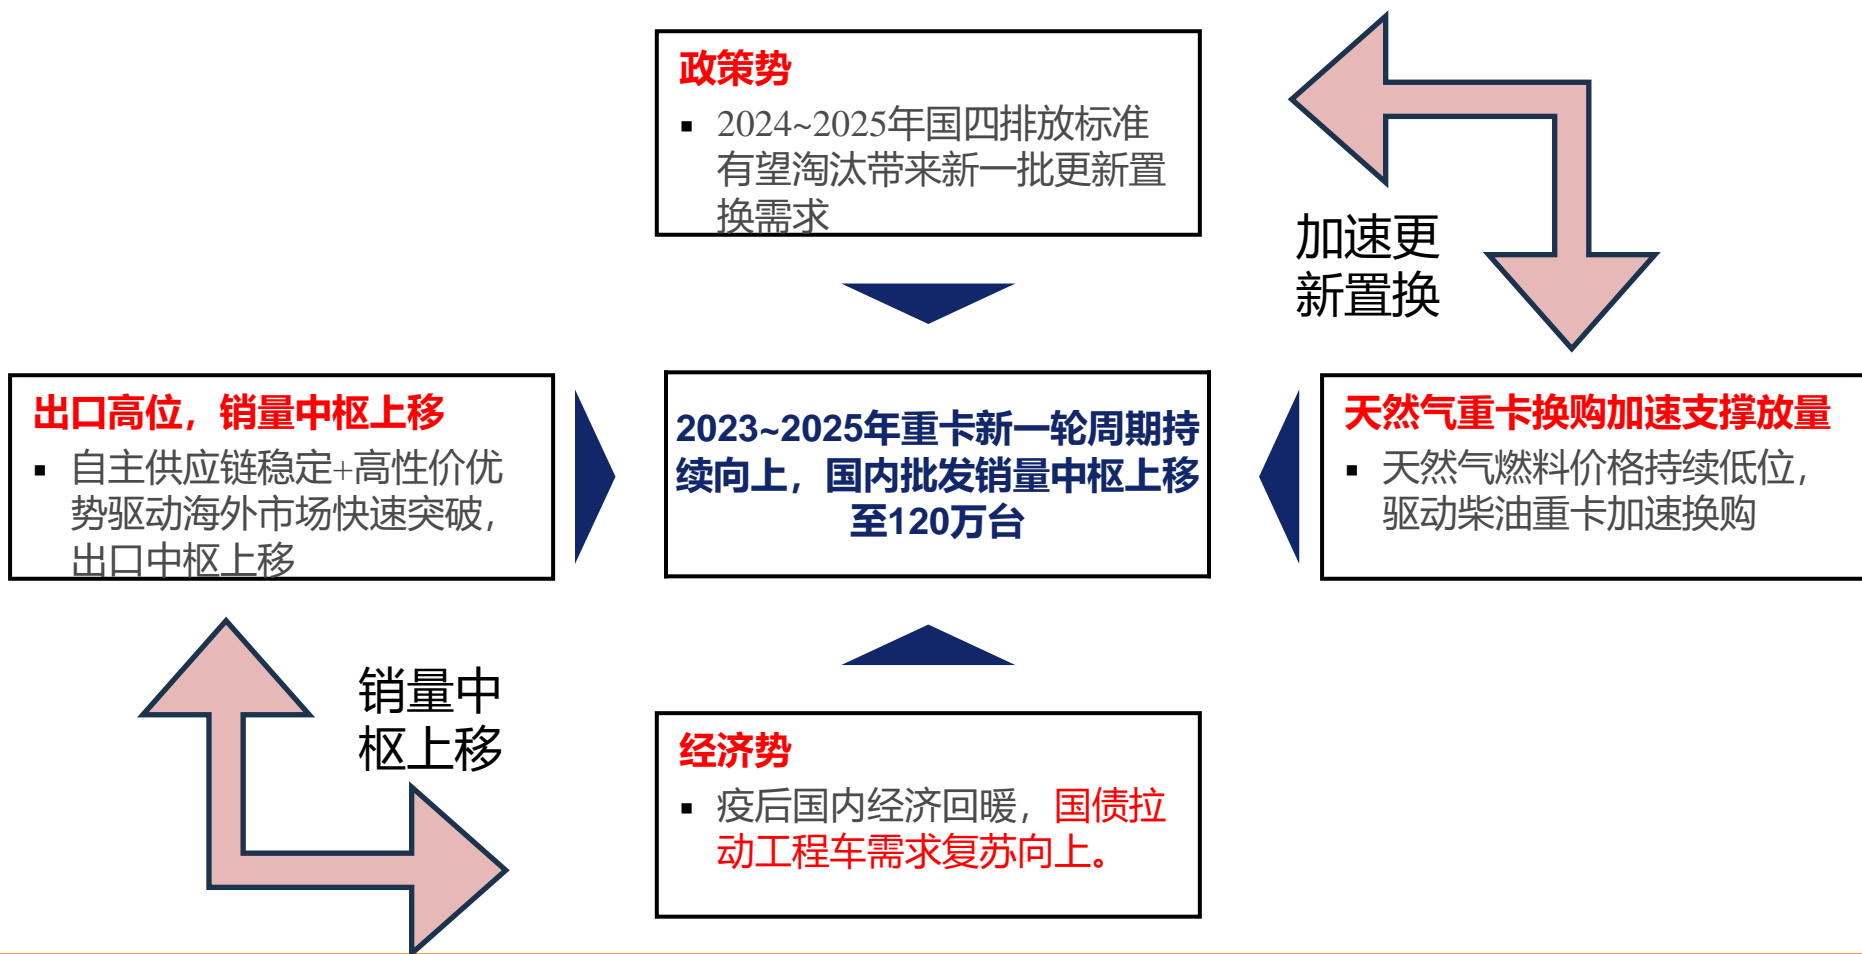 政策势
▪ 2024~2025年国四排放标准
有望淘汰带来新一批更新置
换需求
加速更
新置换
出口高位，销量中枢上移
▪ 自主供应链稳定+高性价优
势驱动海外市场快速突破，
出口中枢上移
2023~2025年重卡新一轮周期持
续向上，国内批发销量中枢上移
至120万台
天然气重卡换购加速支撑放量
▪ 天然气燃料价格持续低位，
驱动柴油重卡加速换购
销量中
枢上移
经济势
▪ 疫后国内经济回暖，国债拉
动工程车需求复苏向上。